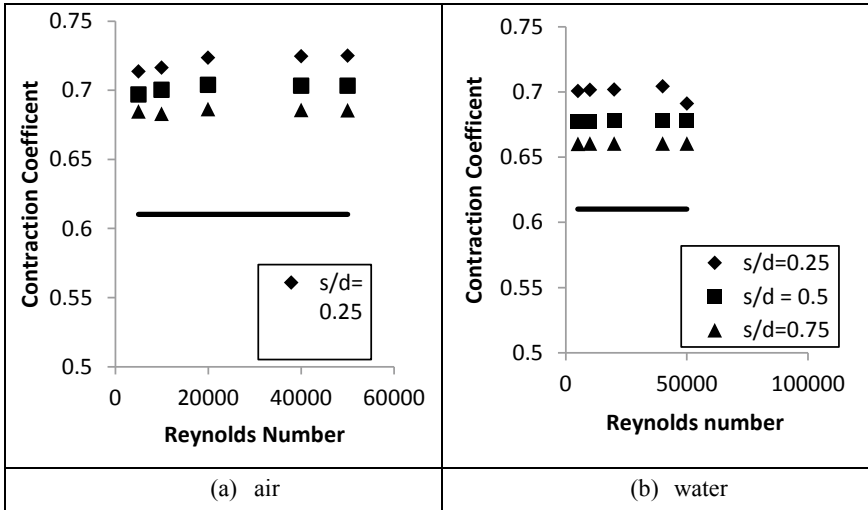 0.75
0.7
0.65
0.6
0.55
0.5
Contraction Coefficent
0 20000 40000 60000
Reynolds Number
s/d=
0.25
(a) air
0.75
0.7
0.65
0.6
0.55
0.5
Contraction Coefficent
0 50000 100000
Reynolds number
s/d=0.25
s/d = 0.5
s/d=0.75
(b) water